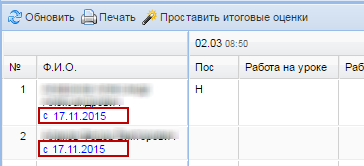 Обновить Печать Проставить итоговые оценки
02.03 08:50
№ Ф.И.О. Пос Работа на уроке Р
1 Н
с 17.11.2015
2
с 17.11.2015